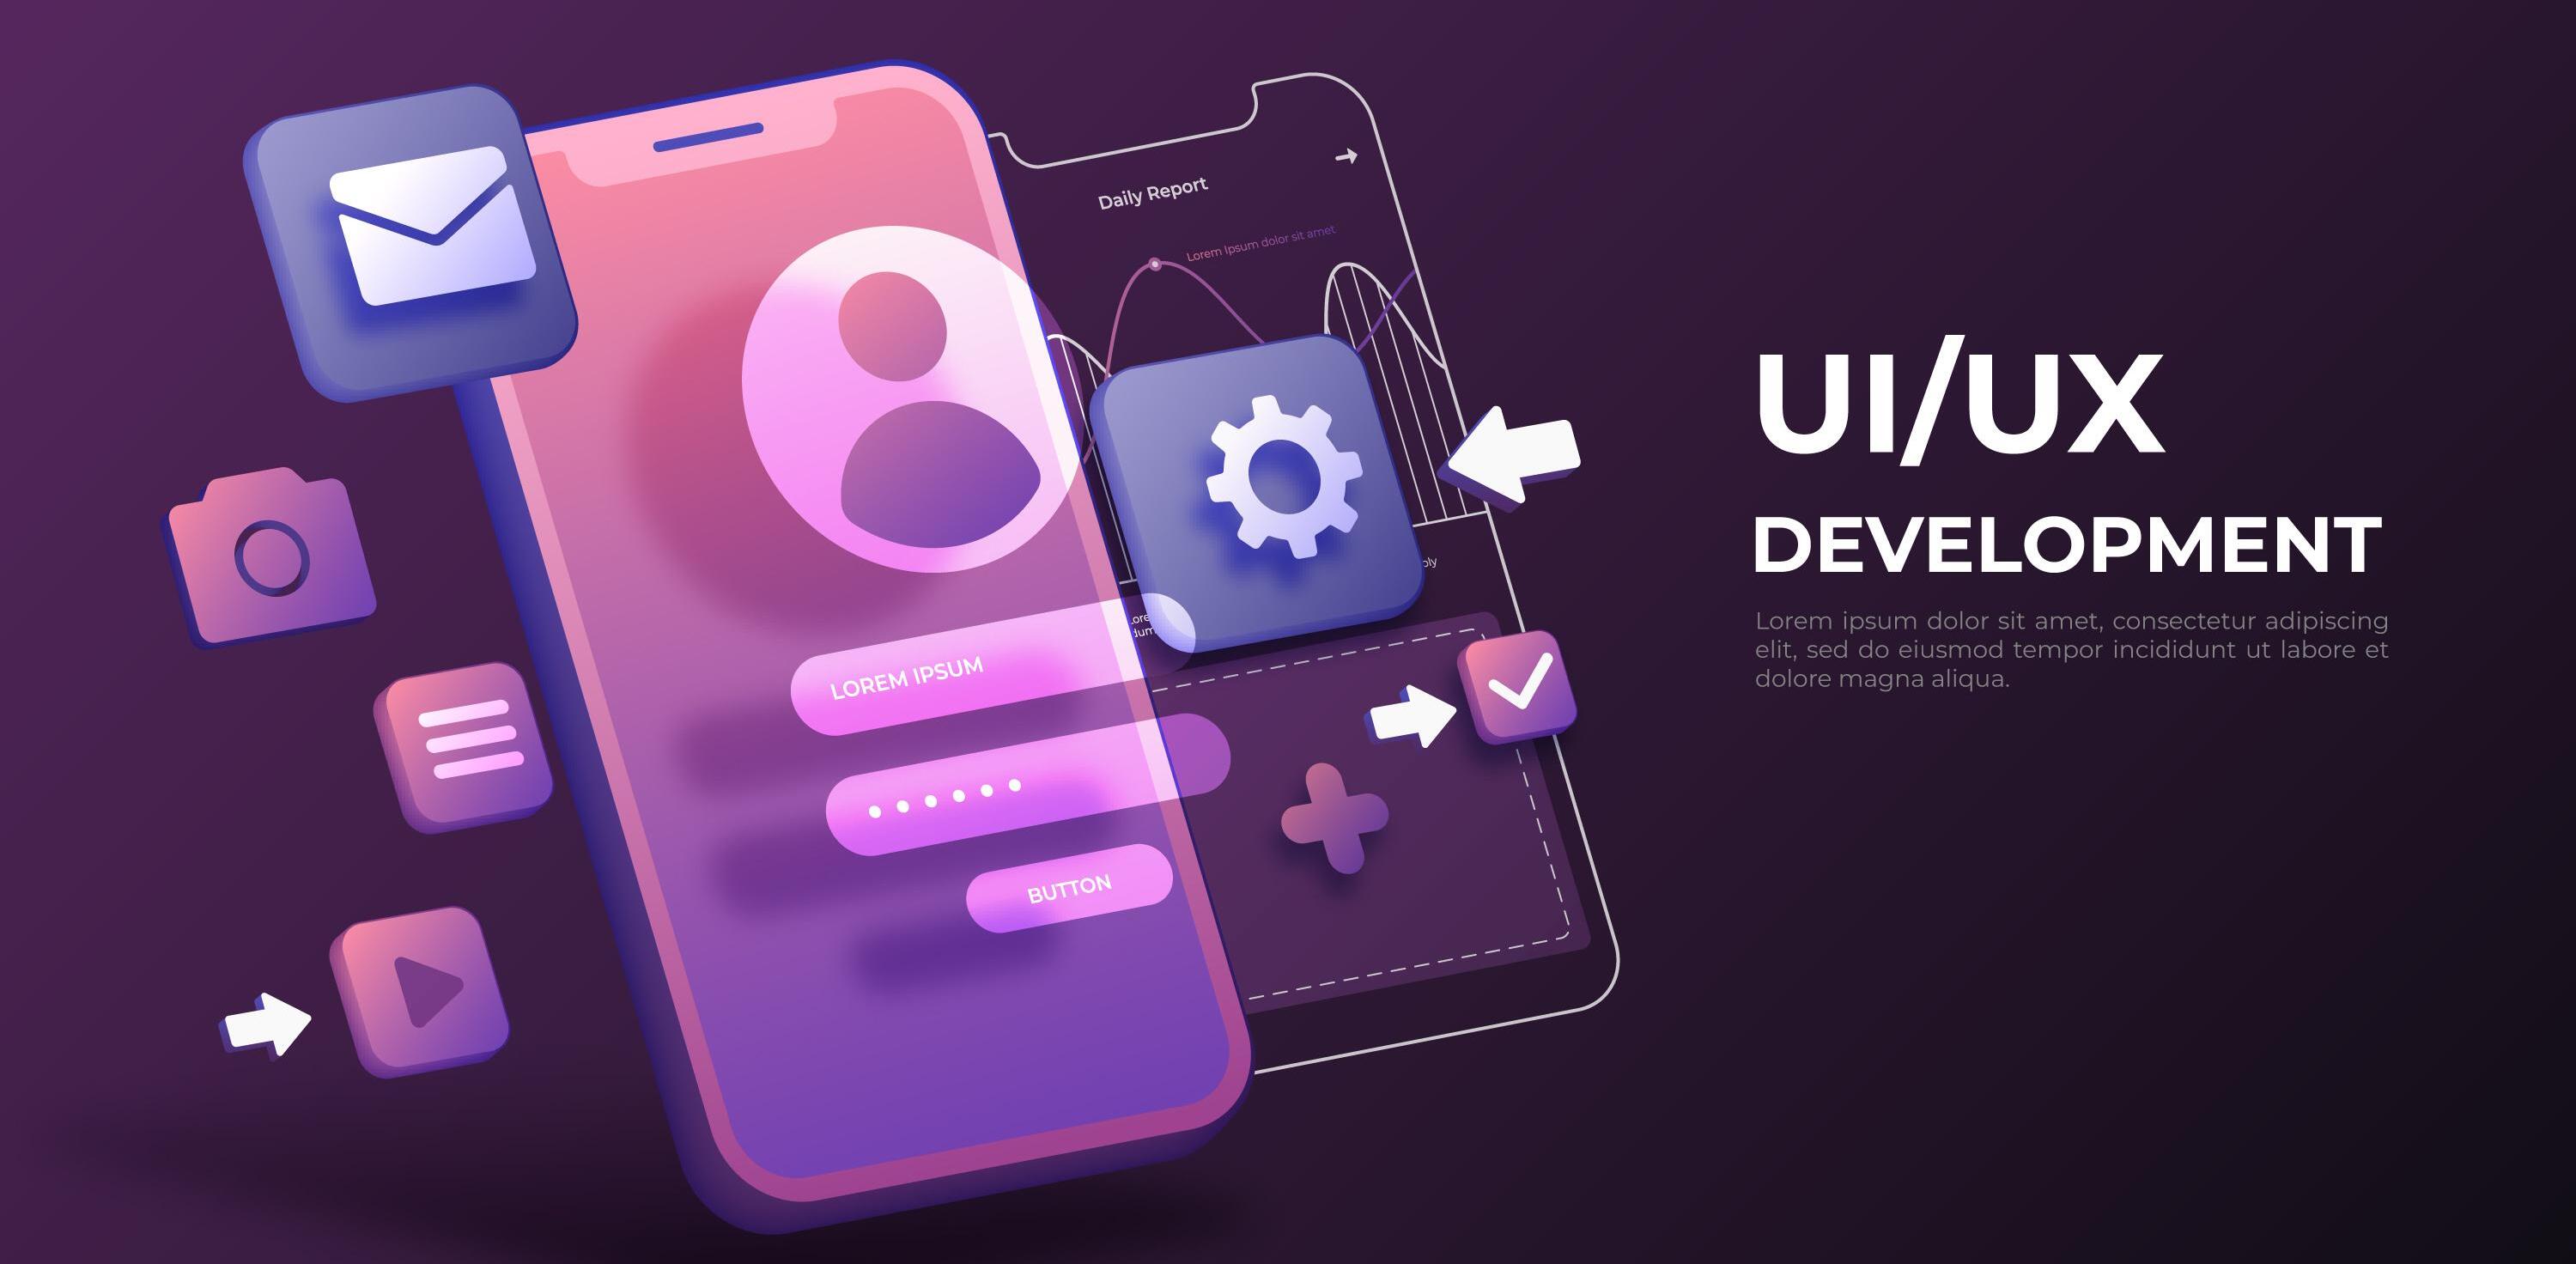 Daily Report
Lorem Ipsum dolor sit amet
LOREM IPSUM
BUTTON
UI/UX
DEVELOPMENT
Lorem ipsum dolor sit amet, consectetur adipiscing
elit, sed do eiusmod tempor incididunt ut labore et
dolore magna aliqua.